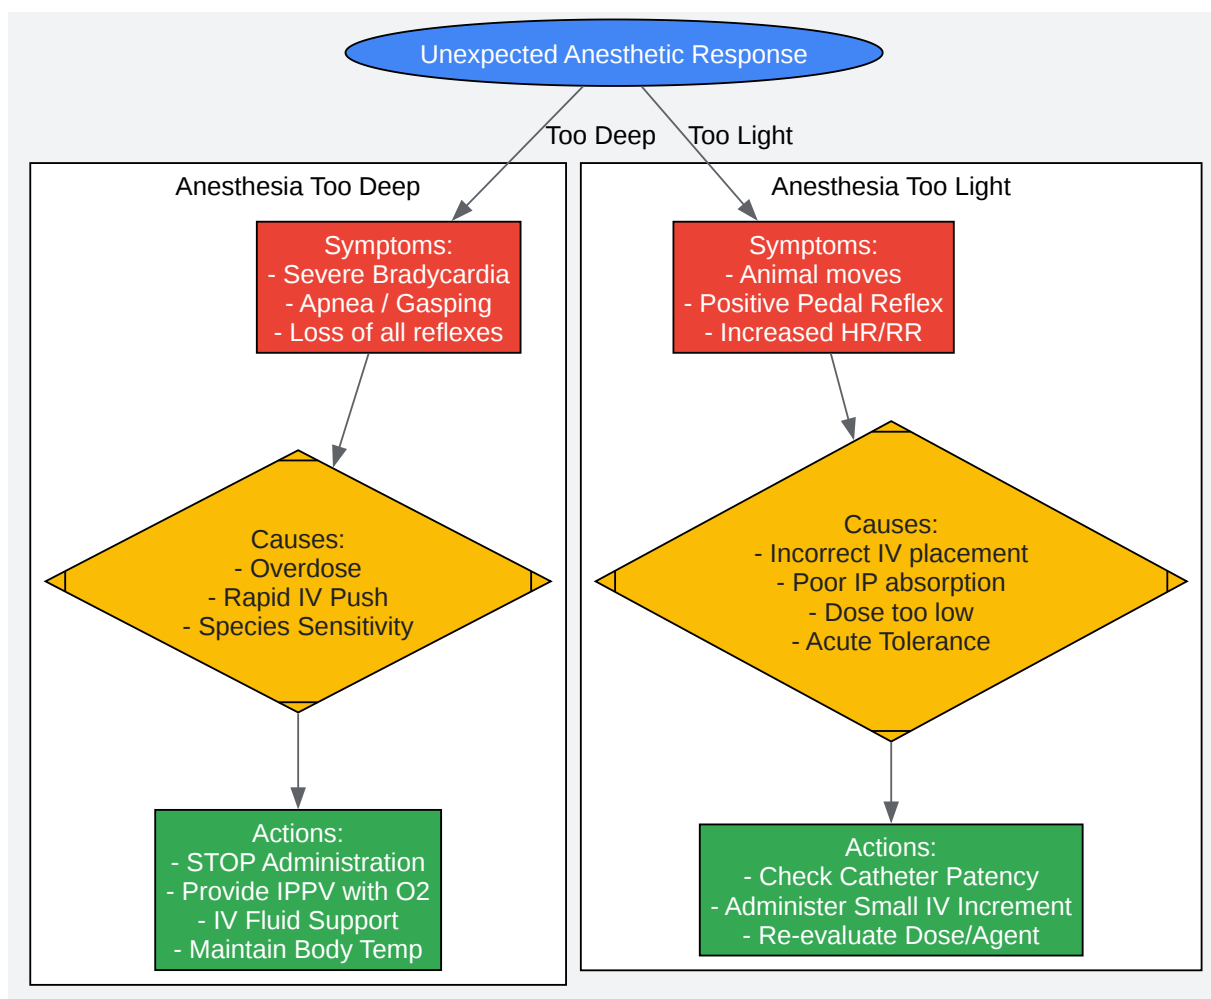 Unexpected Anesthetic Response
Too Deep
Too Light
Anesthesia Too Deep
Symptoms:
- Severe Bradycardia
- Apnea / Gasping
- Loss of all reflexes
Causes:
- Overdose
- Rapid IV Push
- Species Sensitivity
Actions:
- STOP Administration
- Provide IPPV with O2
- IV Fluid Support
- Maintain Body Temp
Anesthesia Too Light
Symptoms:
- Animal moves
- Positive Pedal Reflex
- Increased HR/RR
Causes:
- Incorrect IV placement
- Poor IP absorption
- Dose too low
- Acute Tolerance
Actions:
- Check Catheter Patency
- Administer Small IV Increment
- Re-evaluate Dose/Agent